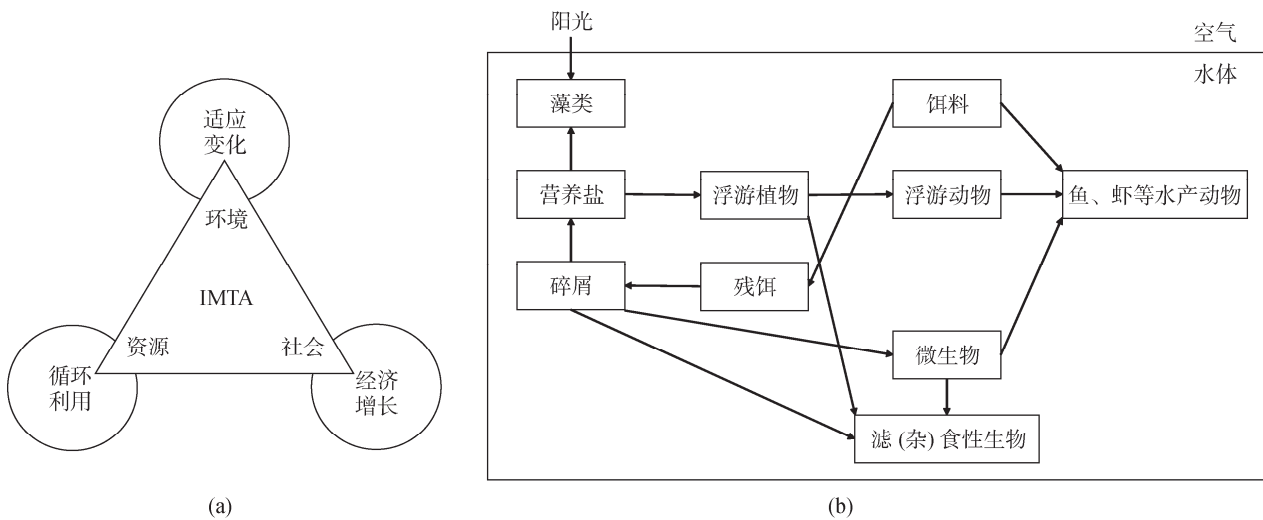 适应
变化
环境
IMTA
资源
社会
循环
利用
经济
增长
(a)
阳光
空气
水体
藻类
饵料
营养盐
浮游植物
浮游动物
鱼、虾等水产动物
碎屑
残饵
微生物
滤 (杂) 食性生物
(b)